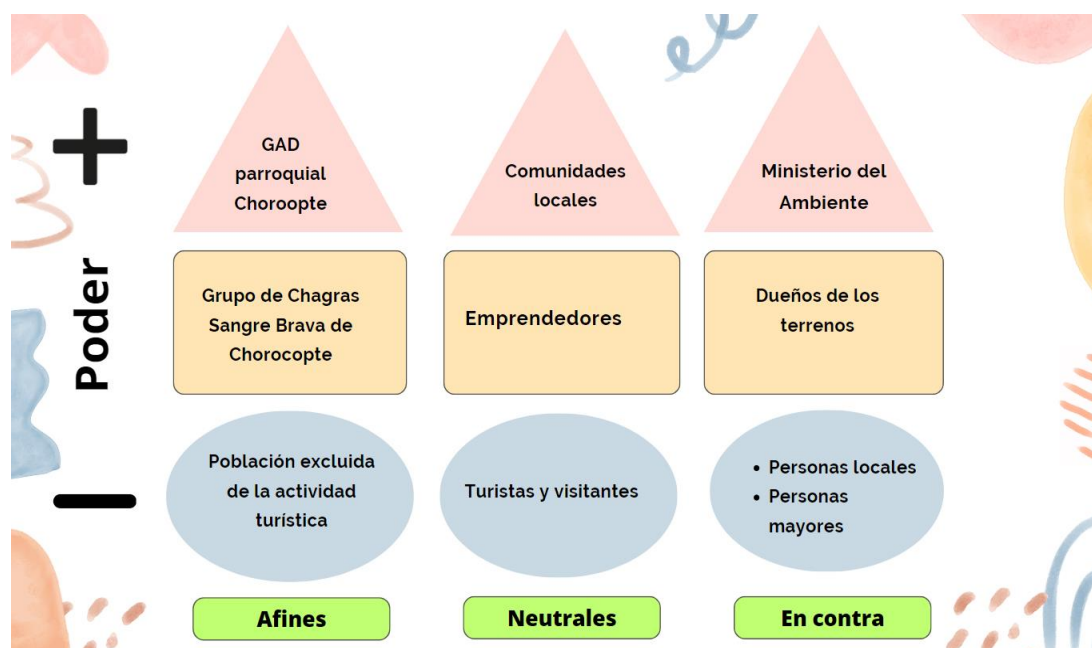 +
GAD
parroquial
Choroopte
Comunidades
locales
Ministerio del
Ambiente
Poder
Grupo de Chagras
Sangre Brava de
Chorocopte
Emprendedores
Dueños de los
terrenos
Población excluida
de la actividad
turística
Turistas y visitantes
• Personas locales
• Personas
mayores
−
Afines
Neutrales
En contra